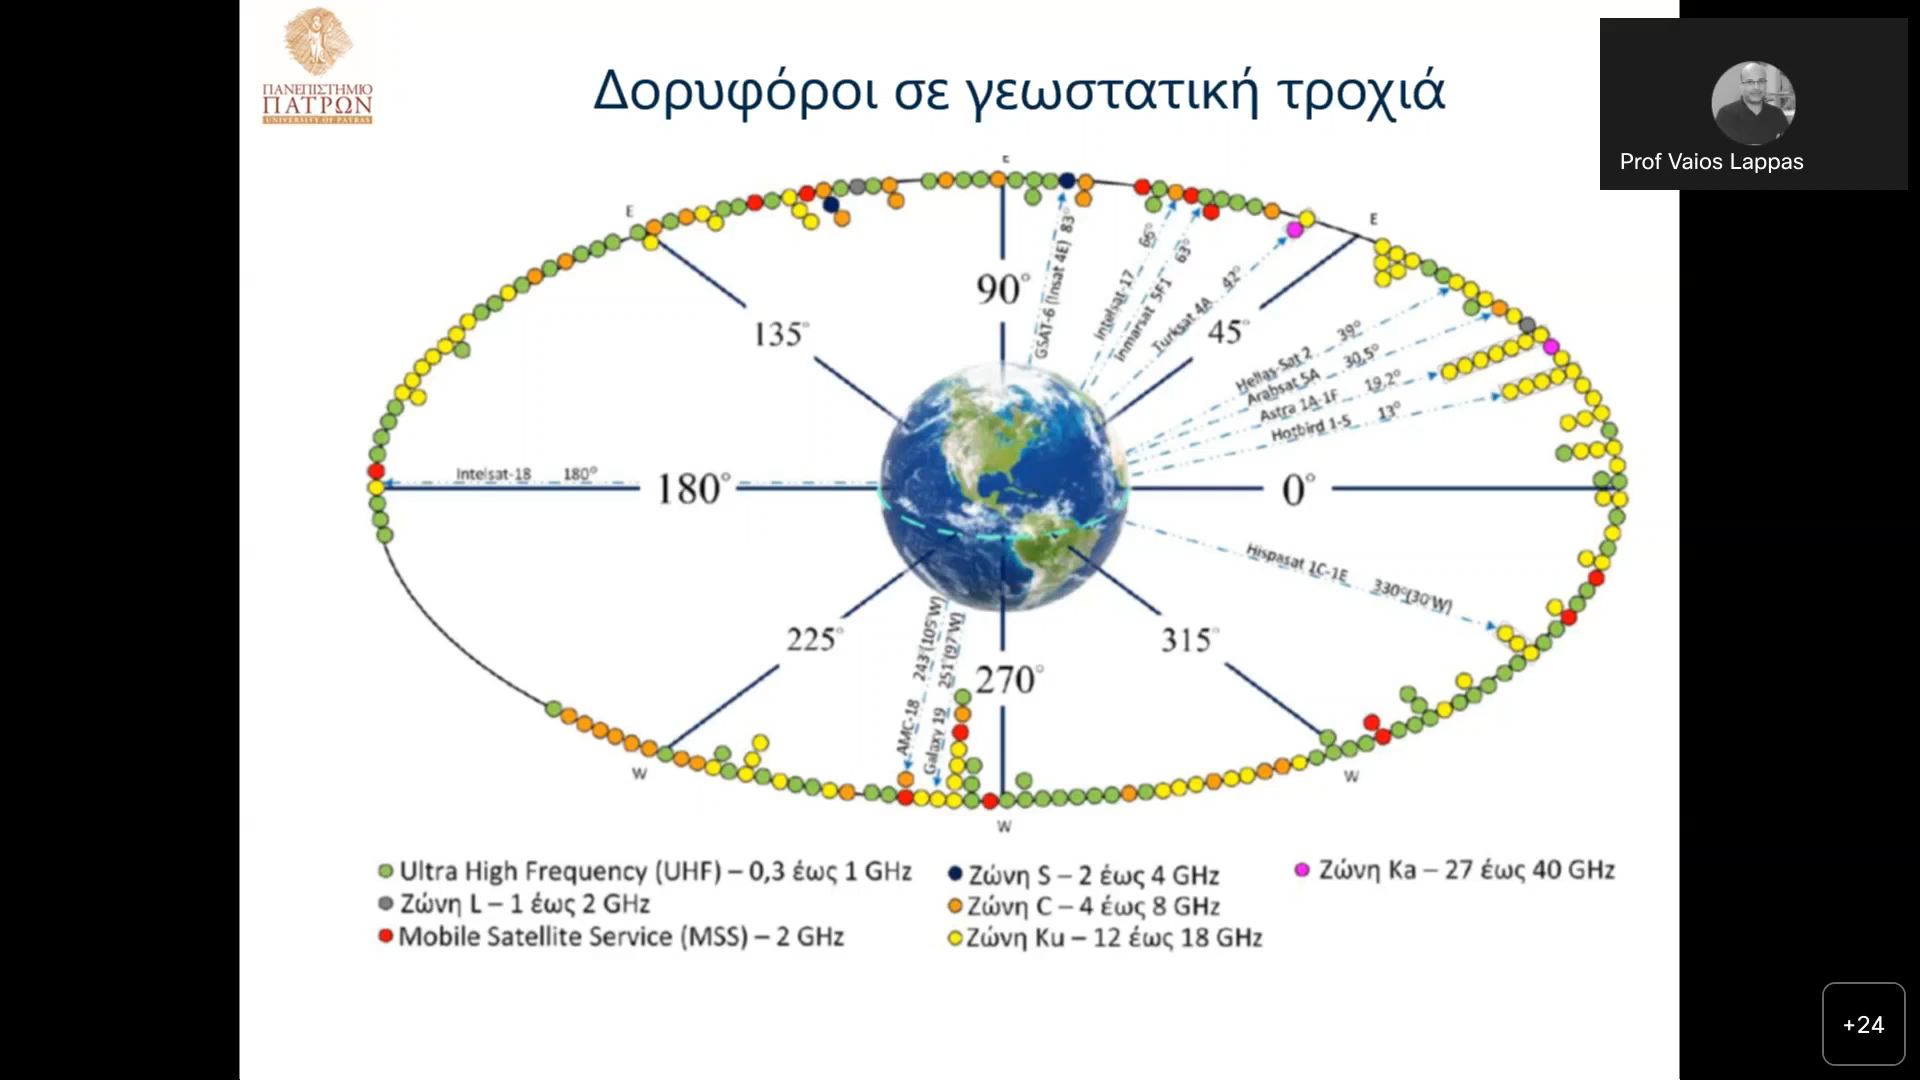 ΠΑΝΕΠΙΣΤΗΜΙΟ
ΠΑΤΡΩΝ
UNIVERSITY OF PATRAS
Δορυφόροι σε γεωστατική τροχιά
Prof Vaios Lappas
E
E
E
90°
135°
45°
GSAT-6 (Insat 4E) 83°
Intelsat-17 66°
Inmarsat 5F1 63°
Turksat 4A 42°
Hellas-Sat 2 39°
Arabsat 5A 30,5°
Astra 1A-1F 19,2°
Hotbird 1-5 13°
Intelsat-18 180°
180°
0°
Hispasat 1C-1E 330°(30°W)
225°
315°
270°
AMC-18 243°(105°W)
Galaxy 19 251°(97°W)
W
W
W
Ultra High Frequency (UHF) – 0,3 έως 1 GHz
Ζώνη L – 1 έως 2 GHz
Mobile Satellite Service (MSS) – 2 GHz
Ζώνη S – 2 έως 4 GHz
Ζώνη C – 4 έως 8 GHz
Ζώνη Ku – 12 έως 18 GHz
Ζώνη Ka – 27 έως 40 GHz
+24